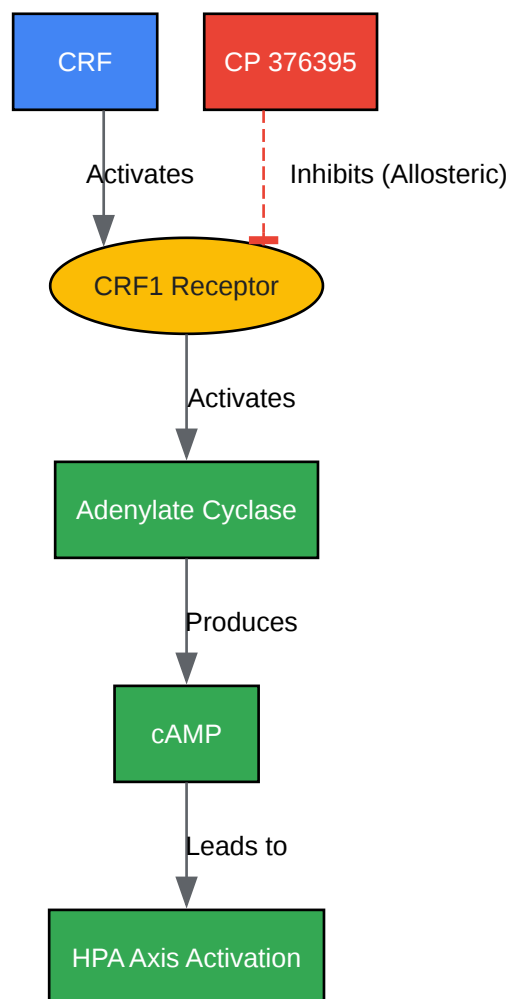 CRF
CP 376395
Activates
Inhibits (Allosteric)
CRF1 Receptor
Activates
Adenylate Cyclase
Produces
cAMP
Leads to
HPA Axis Activation